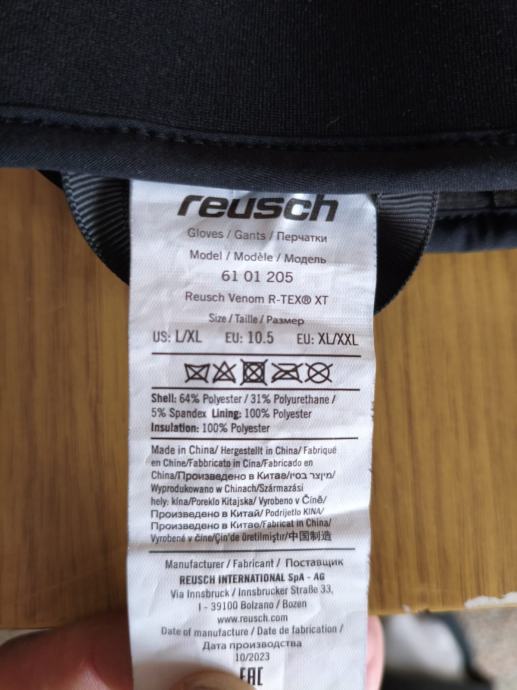 reusch
Gloves / Gants / Перчатки
Model / Modèle / Модель
61 01 205
Reusch Venom R-TEX® XT
Size / Taille / Размер
US: L/XL EU: 10.5 EU: XL/XXL
Shell: 64% Polyester / 31% Polyurethane /
5% Spandex Lining: 100% Polyester
Insulation: 100% Polyester
Made in China/ Hergestellt in China/ Fabriqué
en Chine/Fabbricato in Cina/Fabricado en
China/Произведено в Китае/מיוצר בסין/
Wyprodukowano w Chinach/Származási
hely: kína/Poreklo Kitajska/ Vyrobeno v Číně/
Произведено в Китай/ Podrijetlo KINA/
Произведено в Китае/Fabricat in China/
Vyrobené v číne/Çin'de üretilmiştir/中国制造
Manufacturer / Fabricant / Поставщик
REUSCH INTERNATIONAL SpA - AG
Via Innsbruck / Innsbrucker Straße 33,
I - 39100 Bolzano / Bozen
www.reusch.com
Date of manufacture / Date de fabrication /
Дата производства
10/2023
EAC